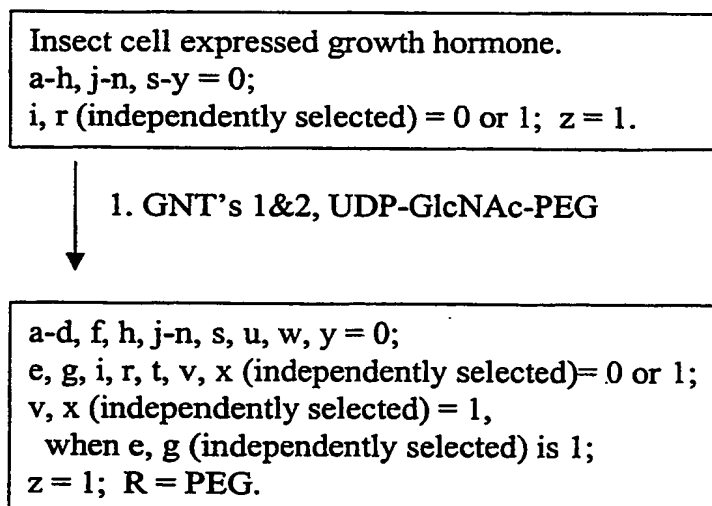 Insect cell expressed growth hormone.
a-h, j-n, s-y = 0;
i, r (independently selected) = 0 or 1; z = 1.
1. GNT's 1&2, UDP-GlcNAc-PEG
a-d, f, h, j-n, s, u, w, y = 0;
e, g, i, r, t, v, x (independently selected)= 0 or 1;
v, x (independently selected) = 1,
when e, g (independently selected) is 1;
z = 1; R = PEG.